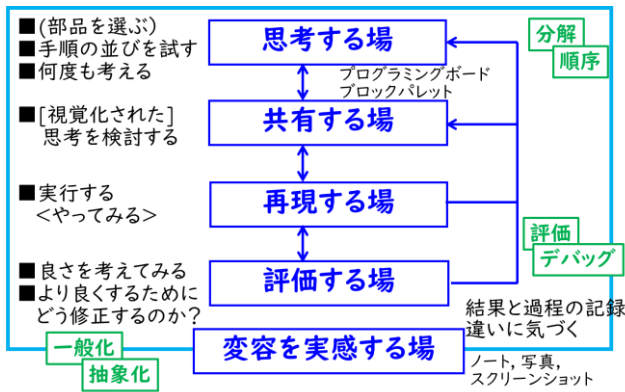 ■(部品を選ぶ)
■手順の並びを試す
■何度も考える
思考する場
分解
順序
プログラミングボード
ブロックパレット
■[視覚化された]
思考を検討する
共有する場
■実行する
<やってみる>
再現する場
評価
デバッグ
■良さを考えてみる
■より良くするために
どう修正するのか?
評価する場
結果と過程の記録
違いに気づく
一般化
抽象化
変容を実感する場
ノート,写真,
スクリーンショット